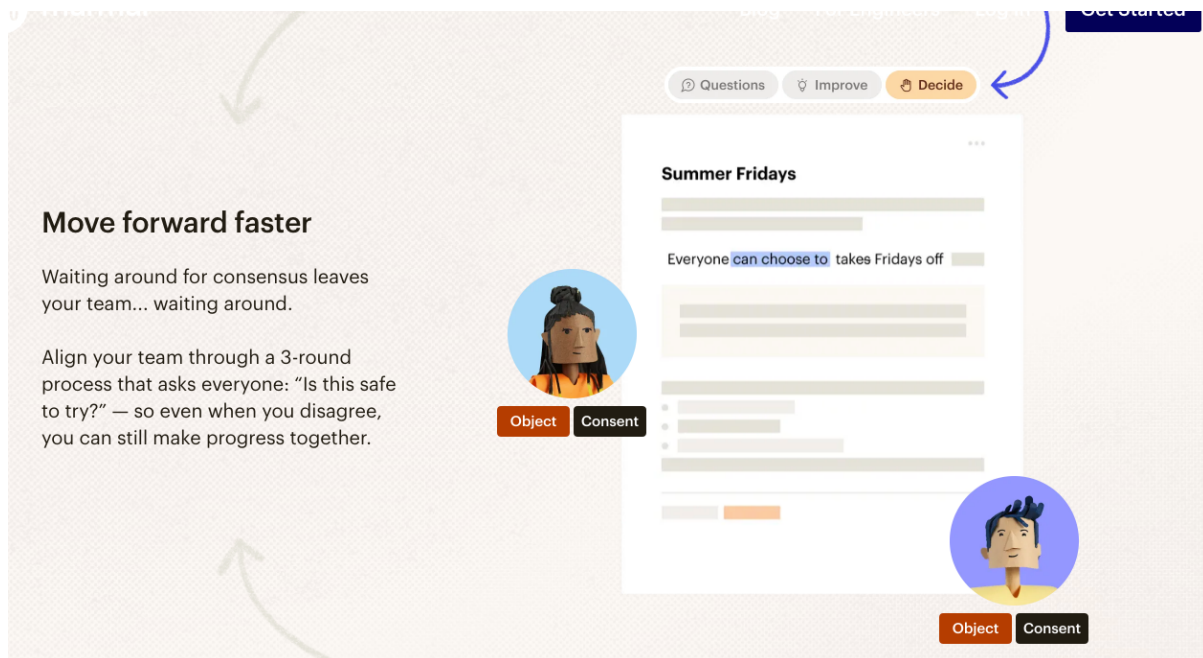 Get Started
Questions
Improve
Decide
Summer Fridays
Everyone can choose to takes Fridays off
Move forward faster
Waiting around for consensus leaves
your team... waiting around.
Align your team through a 3-round
process that asks everyone: “Is this safe
to try?” — so even when you disagree,
you can still make progress together.
Object
Consent
Object
Consent